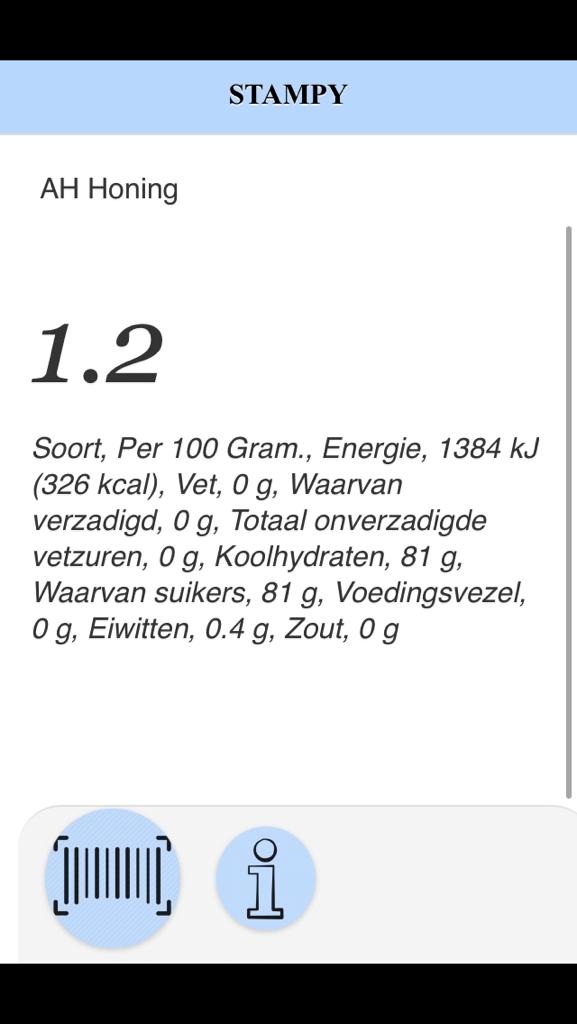 STAMPY
AH Honing
1.2
Soort, Per 100 Gram., Energie, 1384 kJ
(326 kcal), Vet, 0 g, Waarvan
verzadigd, 0 g, Totaal onverzadigde
vetzuren, 0 g, Koolhydraten, 81 g,
Waarvan suikers, 81 g, Voedingsvezel,
0 g, Eiwitten, 0.4 g, Zout, 0 g